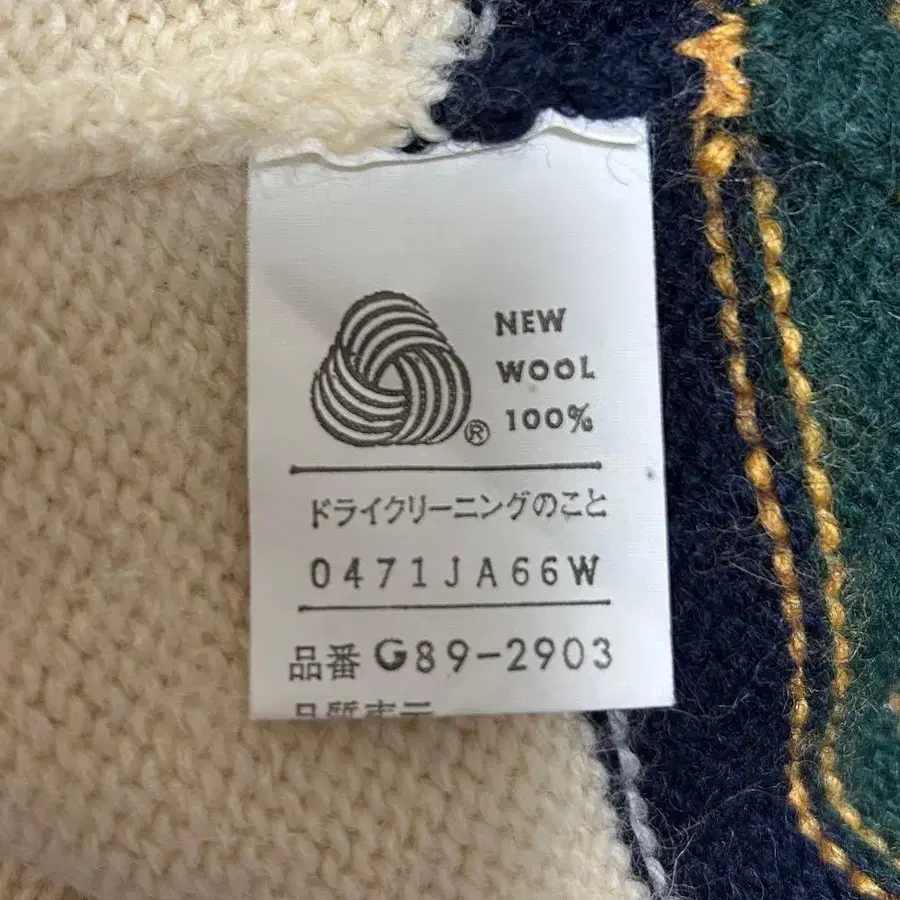 NEW
WOOL
100%
®
ドライクリーニングのこと
0471JA66W
品番 G89-2903